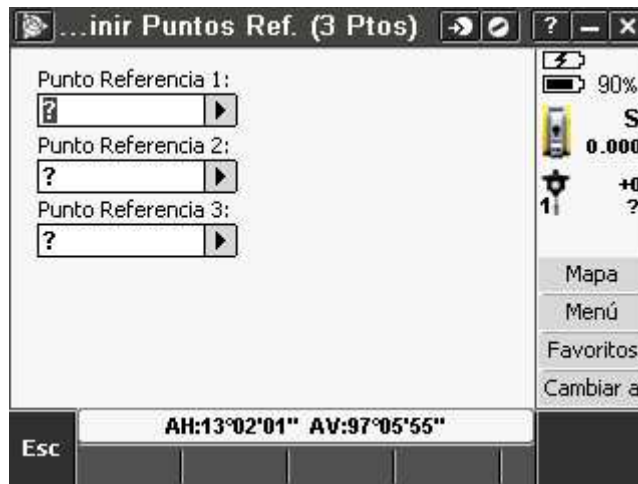 ...inir Puntos Ref. (3 Ptos)
?
Punto Referencia 1:
?
Punto Referencia 2:
?
Punto Referencia 3:
?
90%
S
0.000
+0
1
?
Mapa
Menú
Favoritos
Cambiar a
AH:13°02'01" AV:97°05'55"
Esc